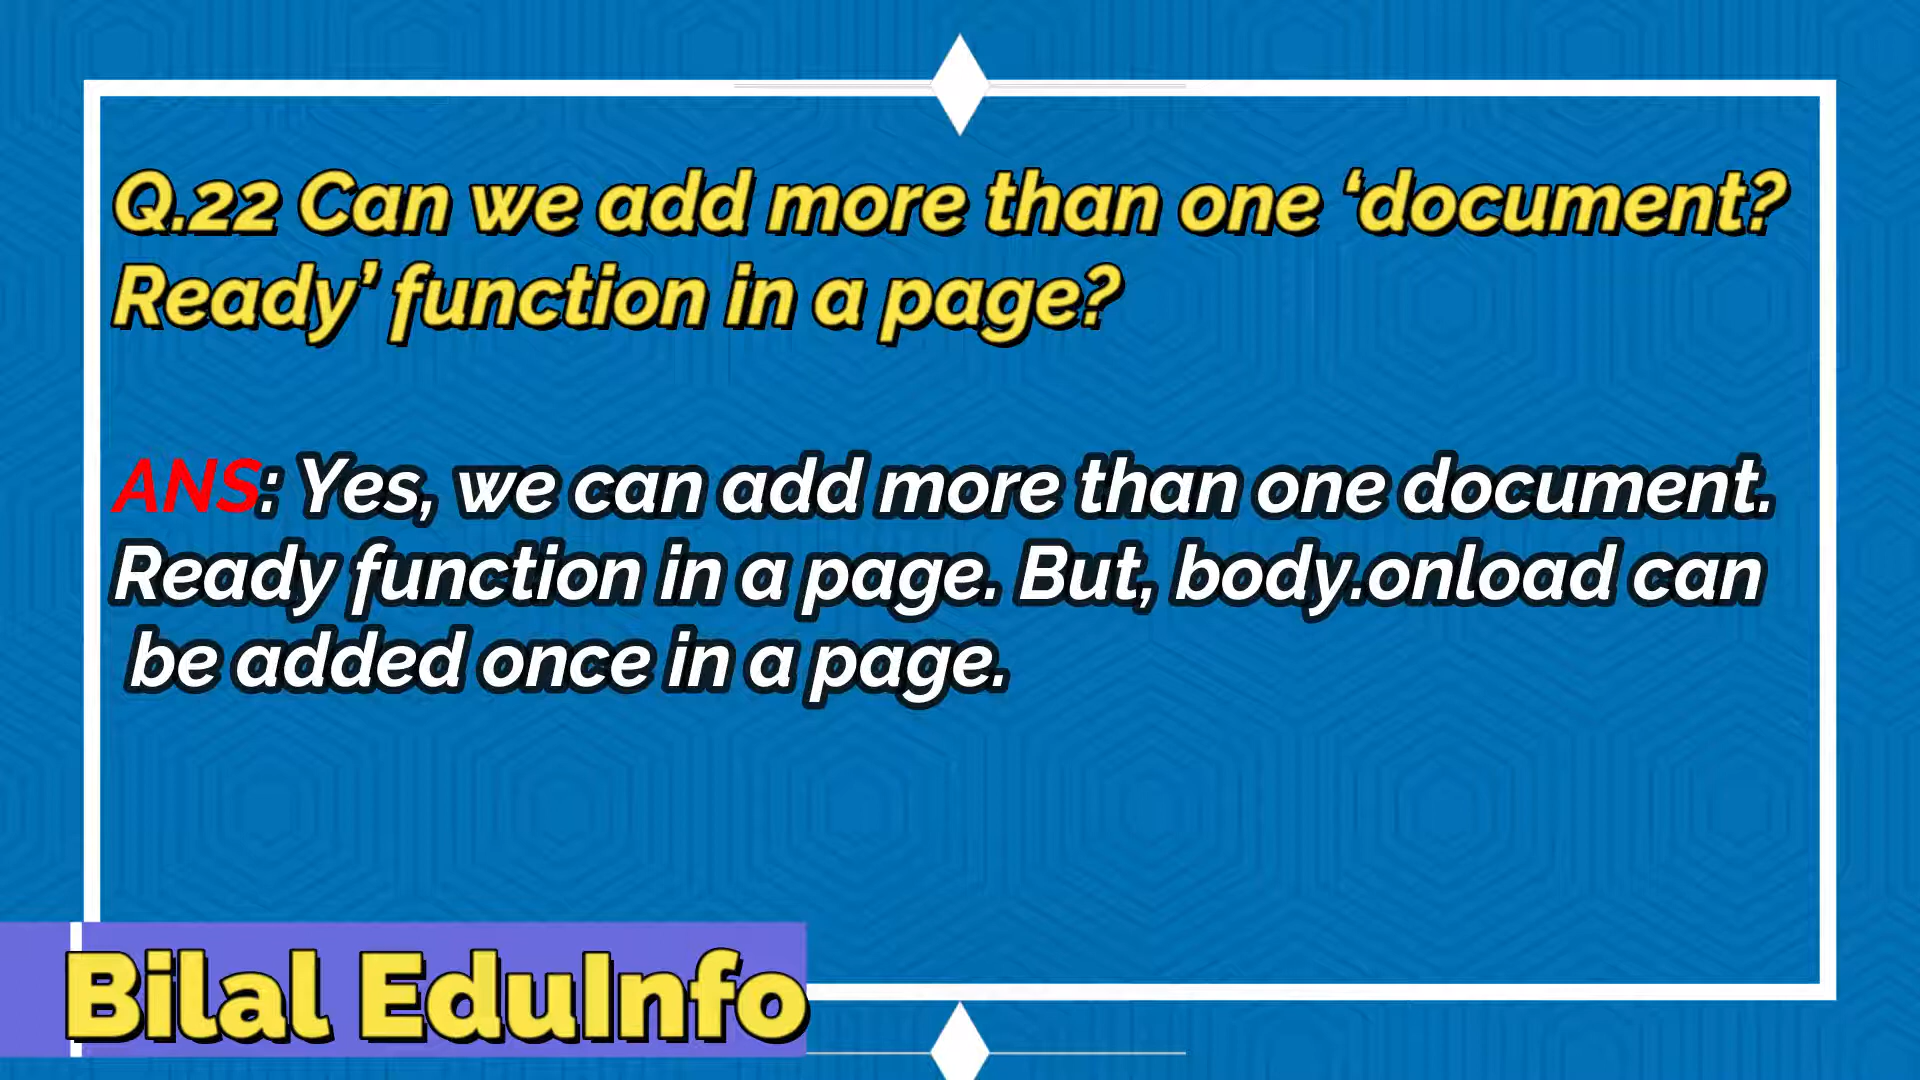 Q.22 Can we add more than one ‘document?
Ready’ function in a page?
ANS: Yes, we can add more than one document.
Ready function in a page. But, body.onload can
be added once in a page.
Bilal EduInfo